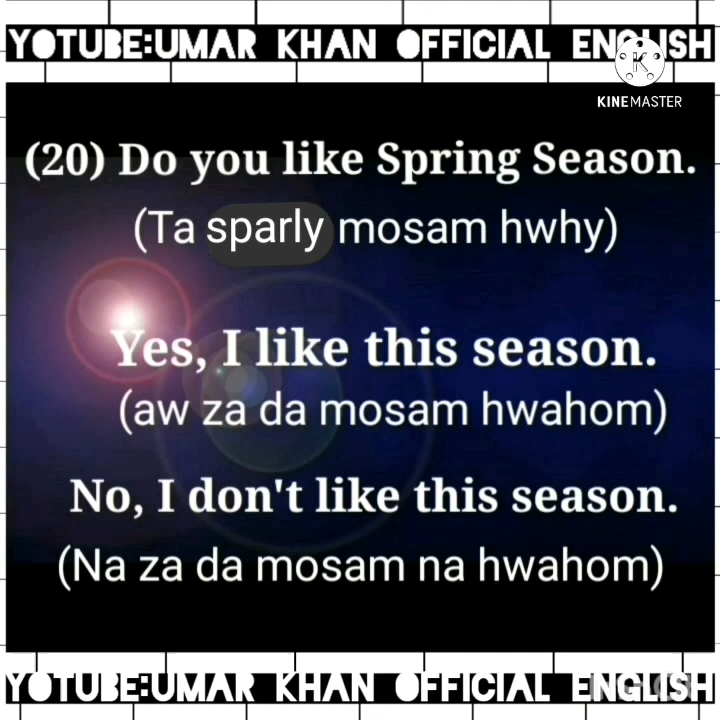 YOTUBE:UMAR KHAN OFFICIAL ENGLISH
KINEMASTER
(20) Do you like Spring Season.
(Ta sparly mosam hwhy)
Yes, I like this season.
(aw za da mosam hwahom)
No, I don't like this season.
(Na za da mosam na hwahom)
YOTUBE:UMAR KHAN OFFICIAL ENGLISH